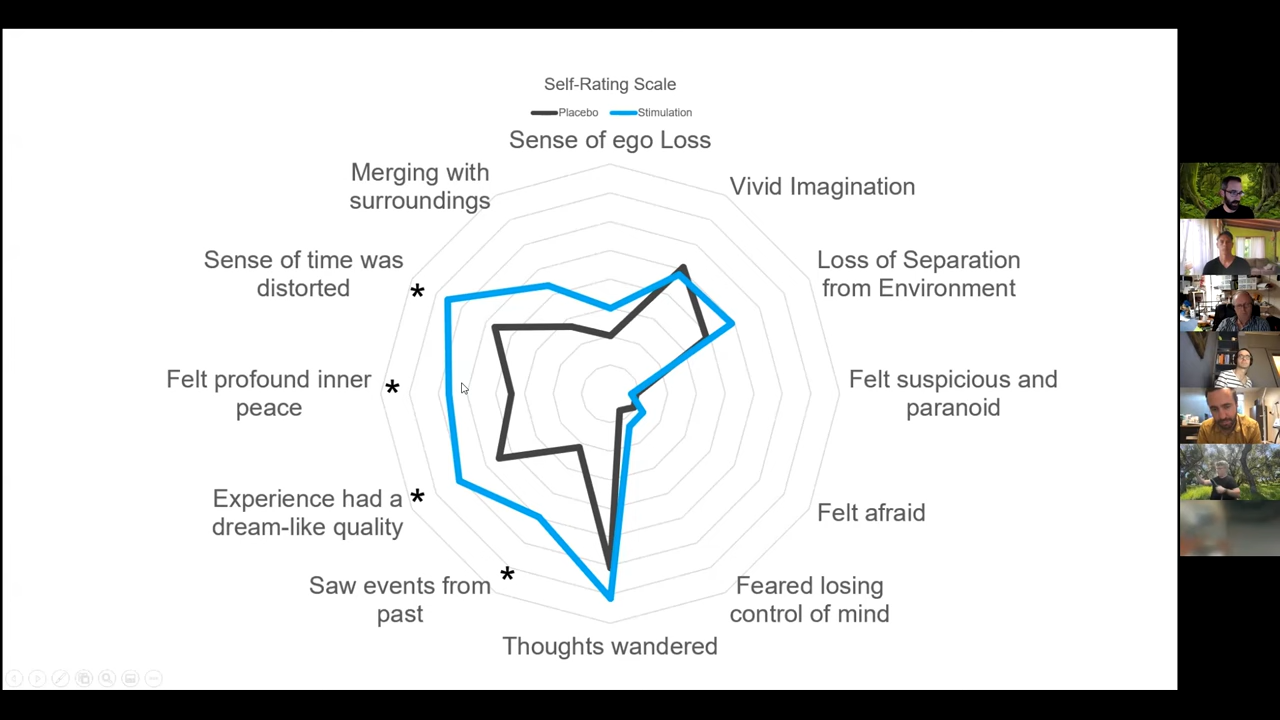 Self-Rating Scale
Placebo Stimulation
Sense of ego Loss
Merging with
surroundings
Vivid Imagination
Sense of time was
distorted
*
Loss of Separation
from Environment
Felt profound inner
peace
*
Felt suspicious and
paranoid
Experience had a
dream-like quality
*
Felt afraid
Saw events from
past
*
Feared losing
control of mind
Thoughts wandered